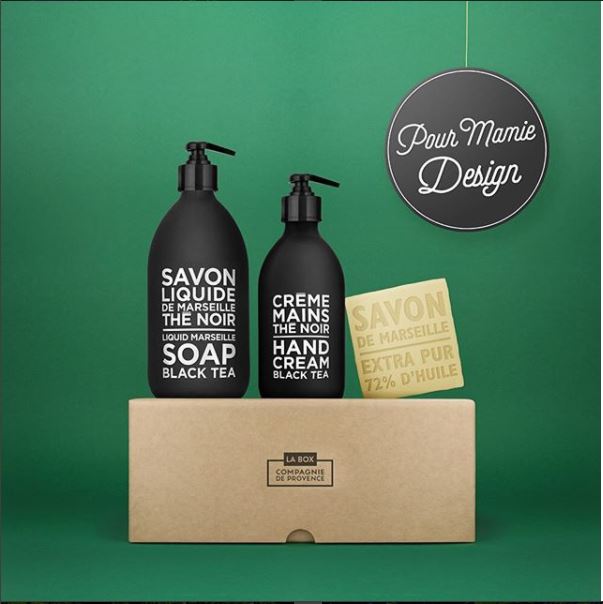 Pour Mamie
Design
SAVON
LIQUIDE
DE MARSEILLE
THÉ NOIR
LIQUID MARSEILLE
SOAP
BLACK TEA
CRÈME
MAINS
THÉ NOIR
HAND
CREAM
BLACK TEA
SAVON
DE MARSEILLE
EXTRA PUR
72% D'HUILE
LA BOX
COMPAGNIE
DE PROVENCE